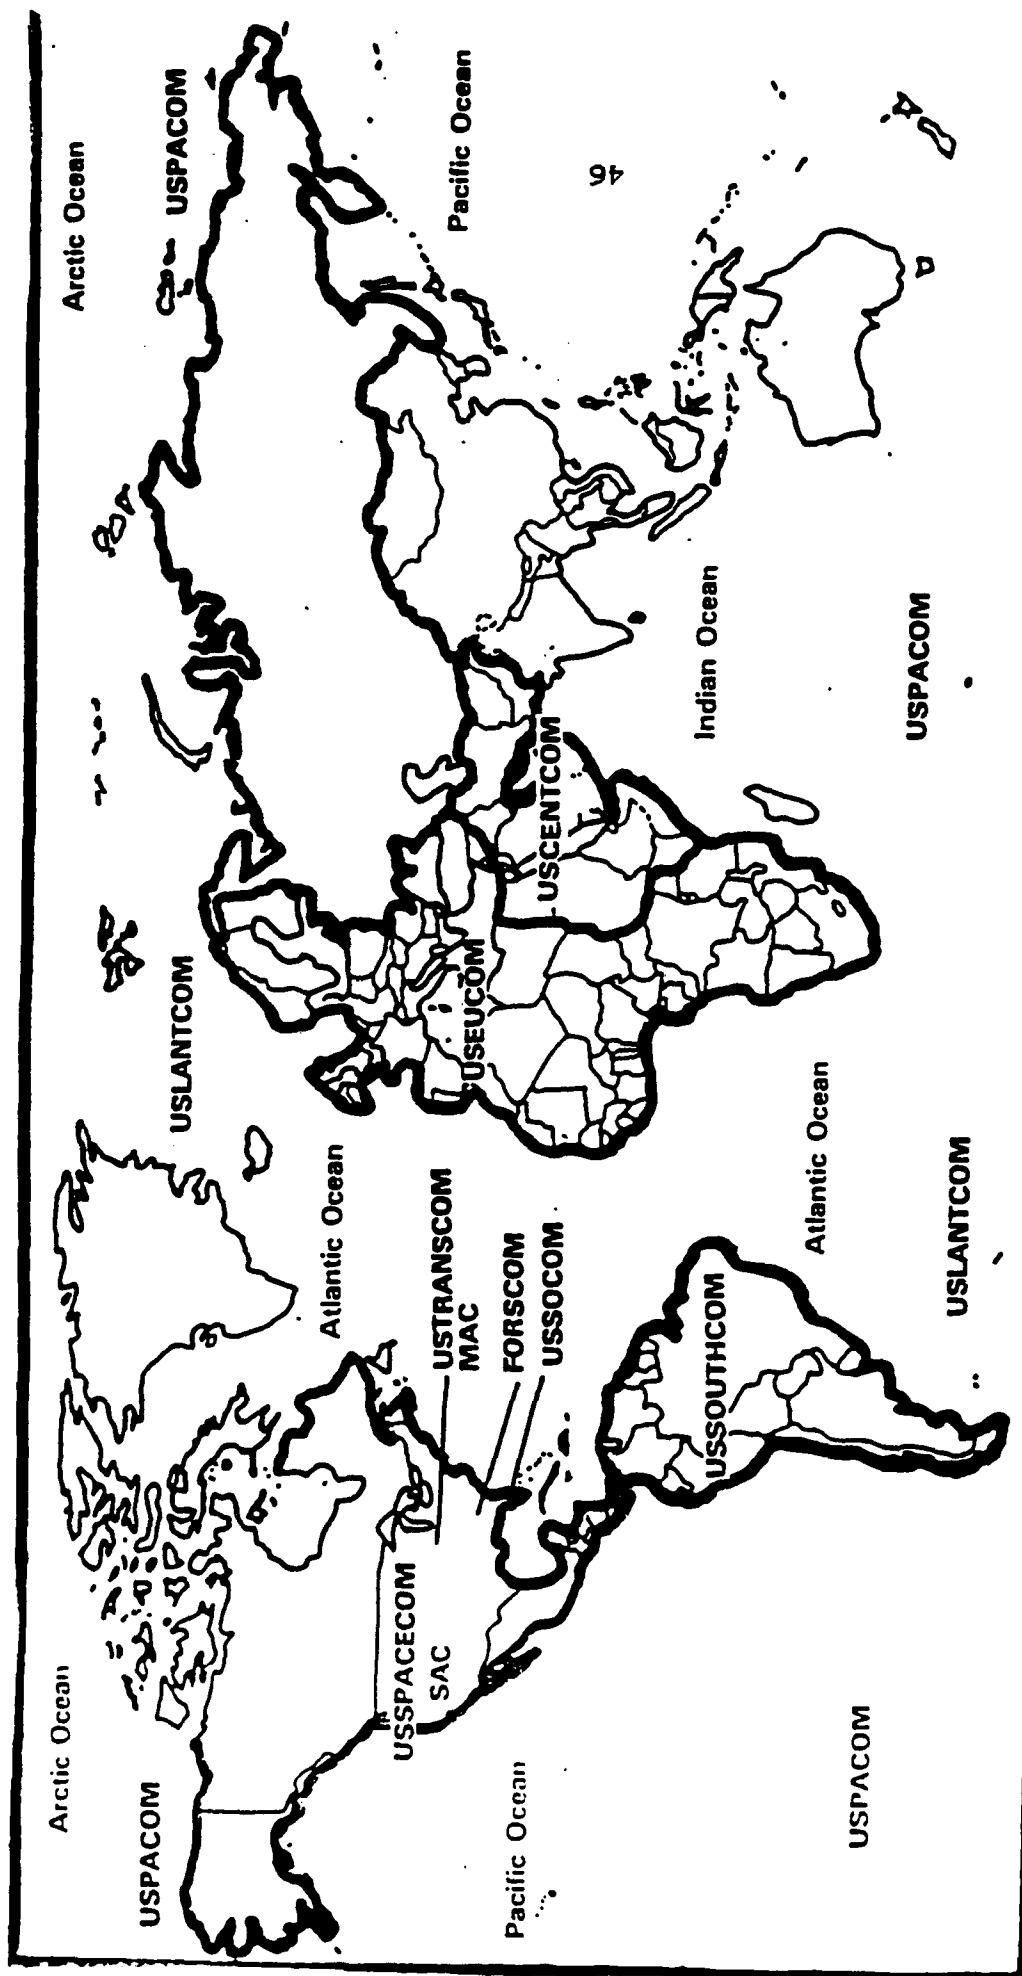 Arctic Ocean
Arctic Ocean
USPACOM
USLANTCOM
USPACOM
Atlantic Ocean
USSPACECOM
SAC
USTRANSCOM
MAC
FORSCOM
USSOCOM
USEUCOM
USCENTCOM
Pacific Ocean
Pacific Ocean
46
USSOUTHCOM
Atlantic Ocean
Indian Ocean
USPACOM
USLANTCOM
USPACOM